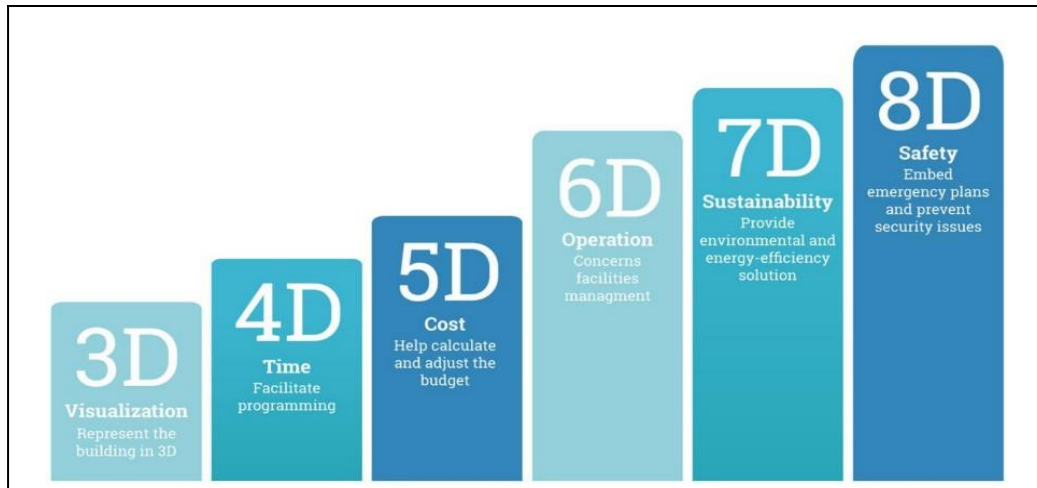 3D
Visualization
Represent the
building in 3D
4D
Time
Facilitate
programming
5D
Cost
Help calculate
and adjust the
budget
6D
Operation
Concerns
facilities
managment
7D
Sustainability
Provide
environmental and
energy-efficiency
solution
8D
Safety
Embed
emergency plans
and prevent
security issues